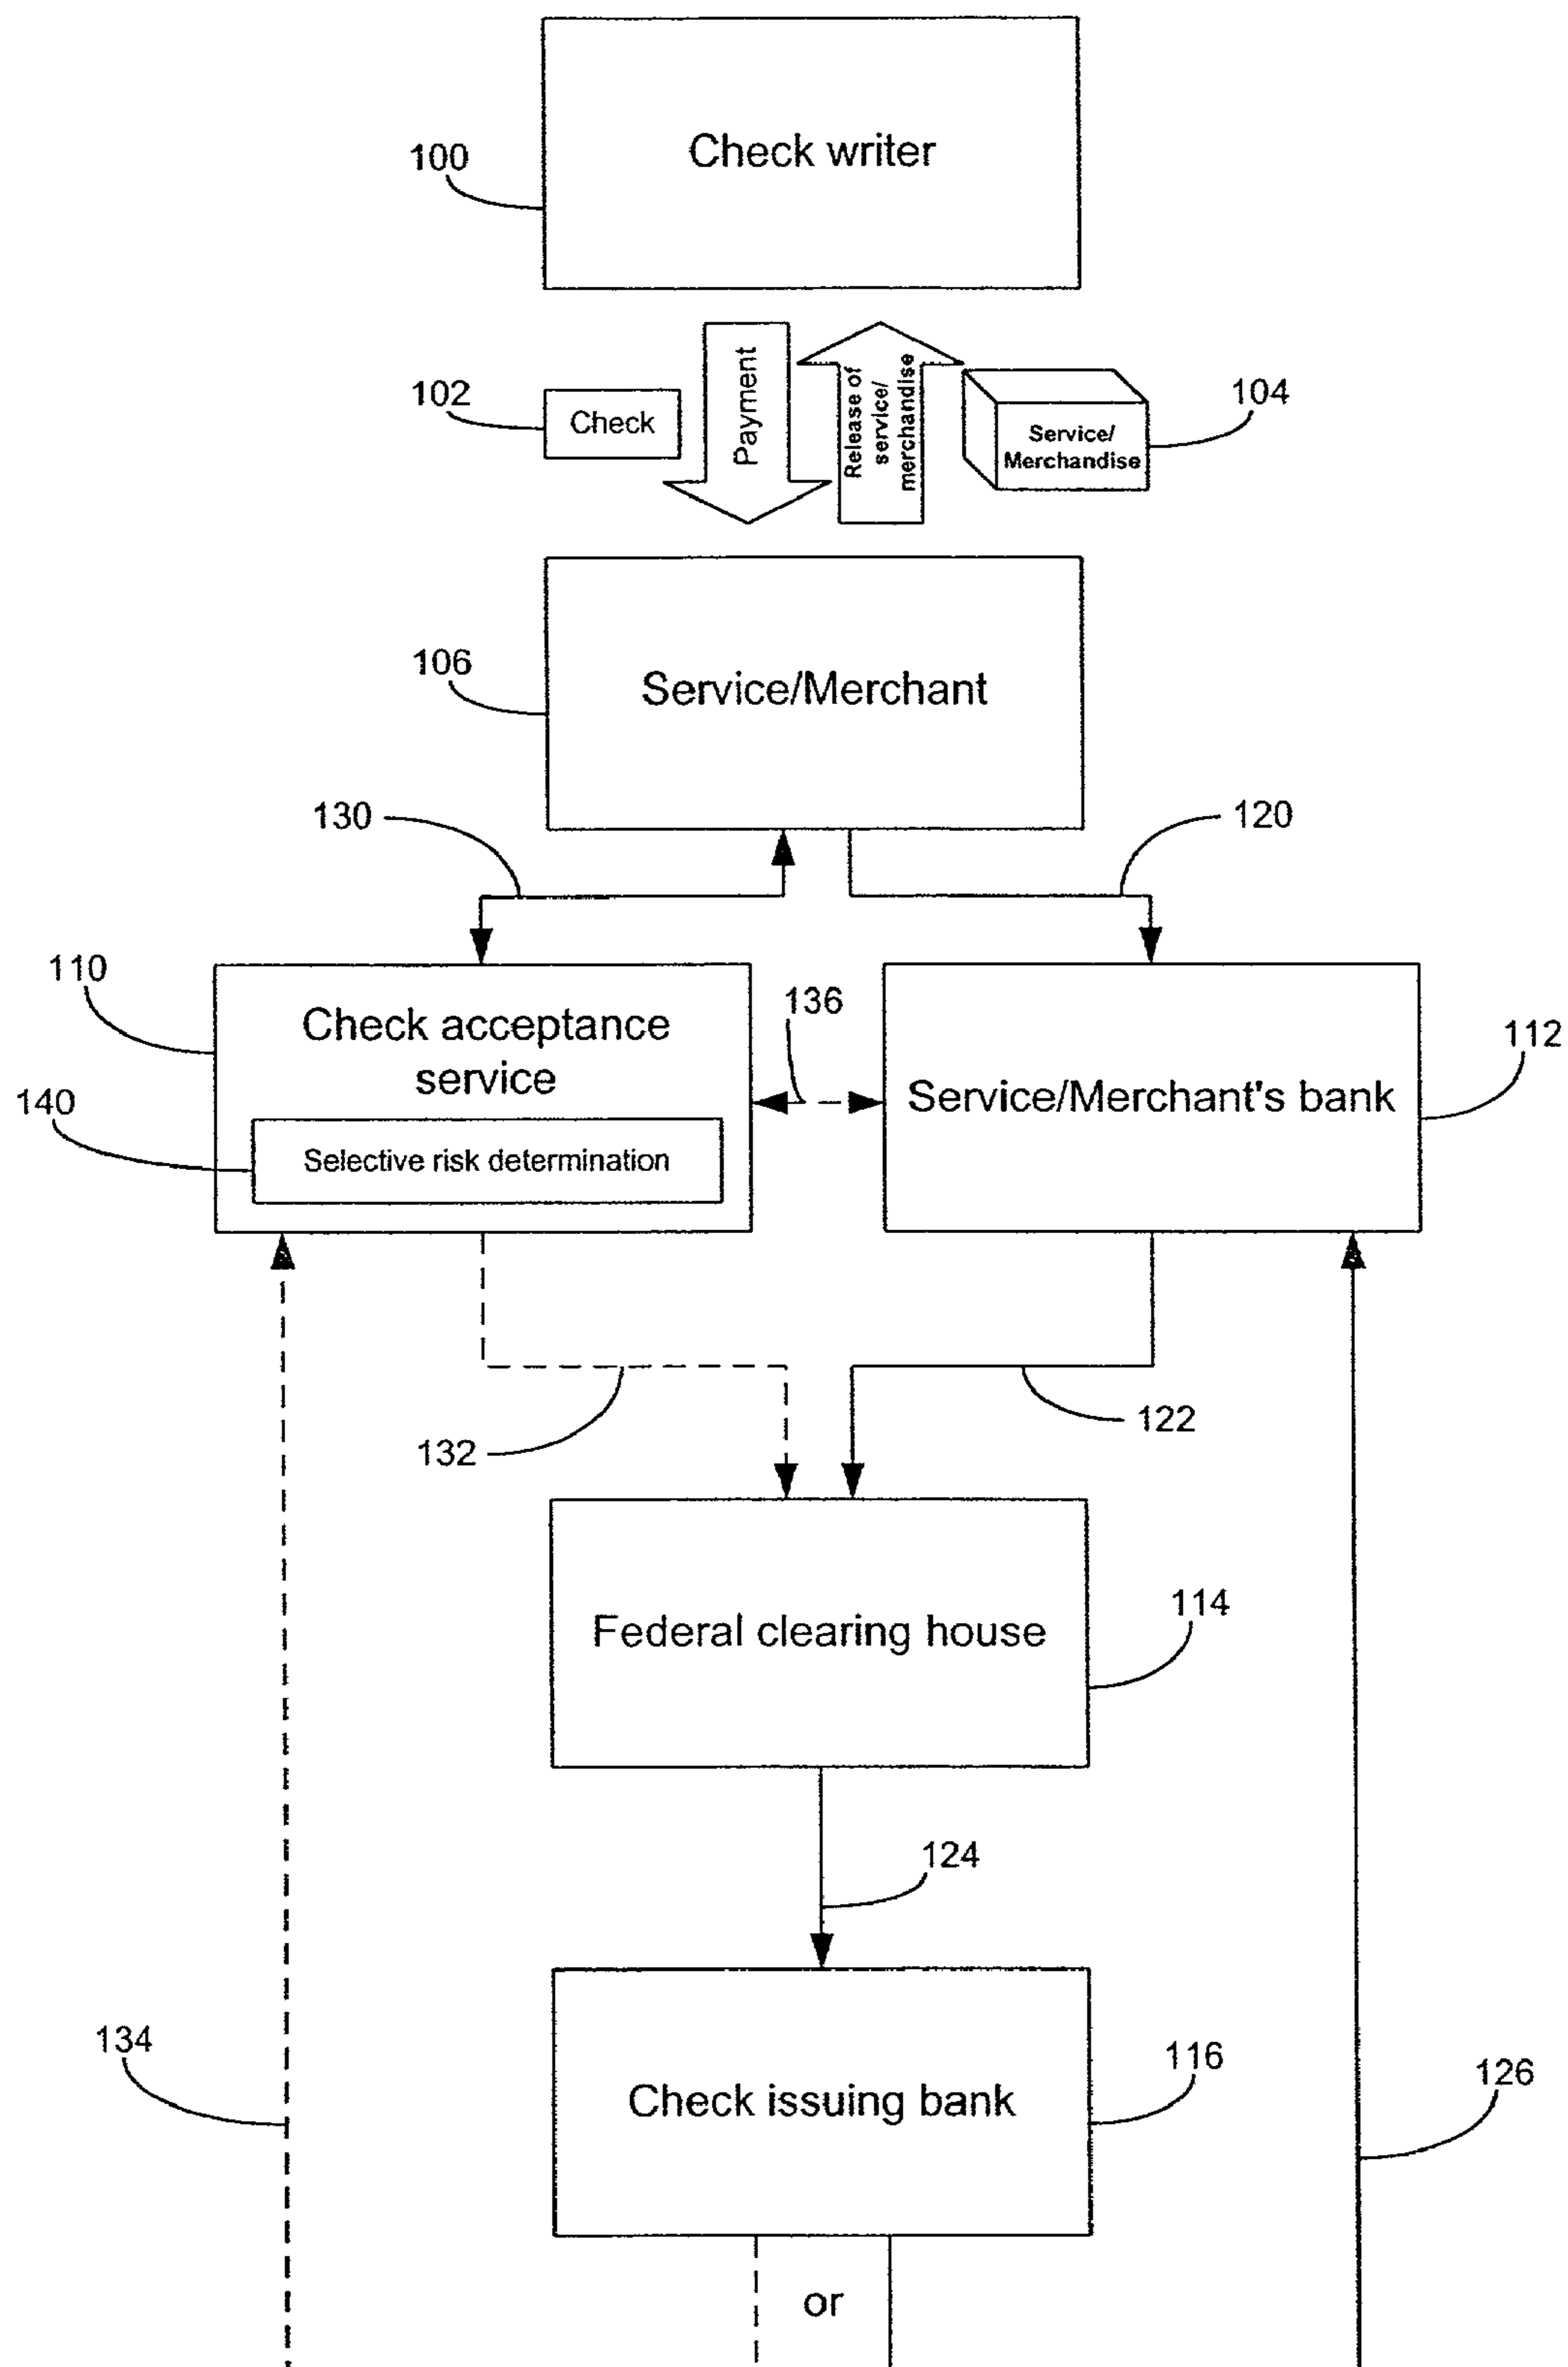 Check writer
100
102
Check
Payment
Release of
service/
merchandise
Service/
Merchandise
104
106
Service/Merchant
130
120
110
Check acceptance
service
136
Service/Merchant's bank
112
140
Selective risk determination
132
122
Federal clearing house
114
124
134
Check issuing bank
116
126
or